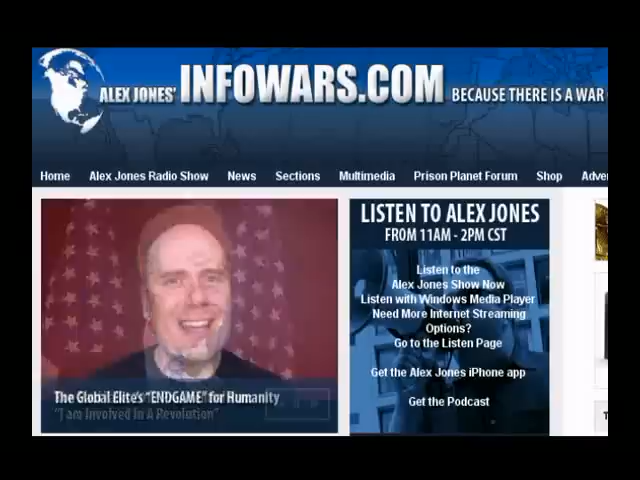 ALEX JONES' INFOWARS.COM BECAUSE THERE IS A WAR
Home Alex Jones Radio Show News Sections Multimedia Prison Planet Forum Shop Adver
LISTEN TO ALEX JONES
FROM 11AM - 2PM CST
Listen to the
Alex Jones Show Now
Listen with Windows Media Player
Need More Internet Streaming
Options?
Go to the Listen Page
Get the Alex Jones iPhone app
Get the Podcast
The Global Elite's "ENDGAME" for Humanity
"I am Involved In A Revolution"